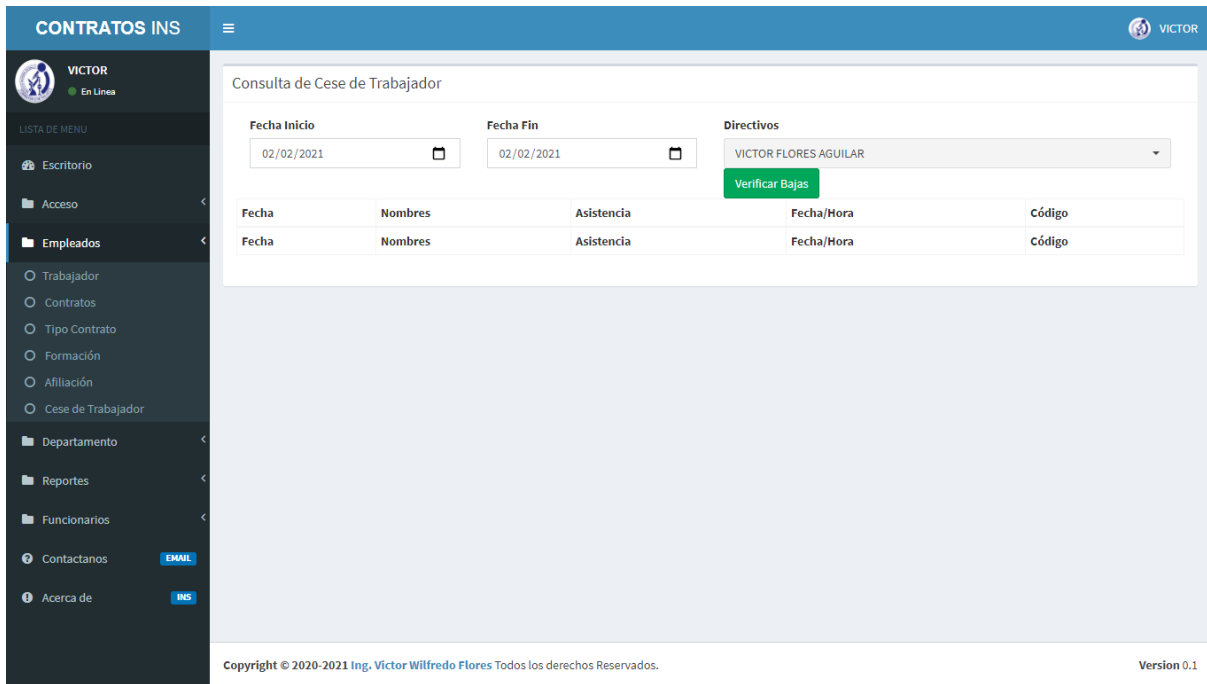 CONTRATOS INS
VICTOR
VICTOR
En Linea
LISTA DE MENU
Escritorio
Acceso
Empleados
Trabajador
Contratos
Tipo Contrato
Formación
Afiliación
Cese de Trabajador
Departamento
Reportes
Funcionarios
Contactanos EMAIL
Acerca de INS
Consulta de Cese de Trabajador
Fecha Inicio Fecha Fin Directivos
02/02/2021 02/02/2021 VICTOR FLORES AGUILAR
Verificar Bajas
Fecha Nombres Asistencia Fecha/Hora Código
Fecha Nombres Asistencia Fecha/Hora Código
Copyright © 2020-2021 Ing. Victor Wilfredo Flores Todos los derechos Reservados. Version 0.1